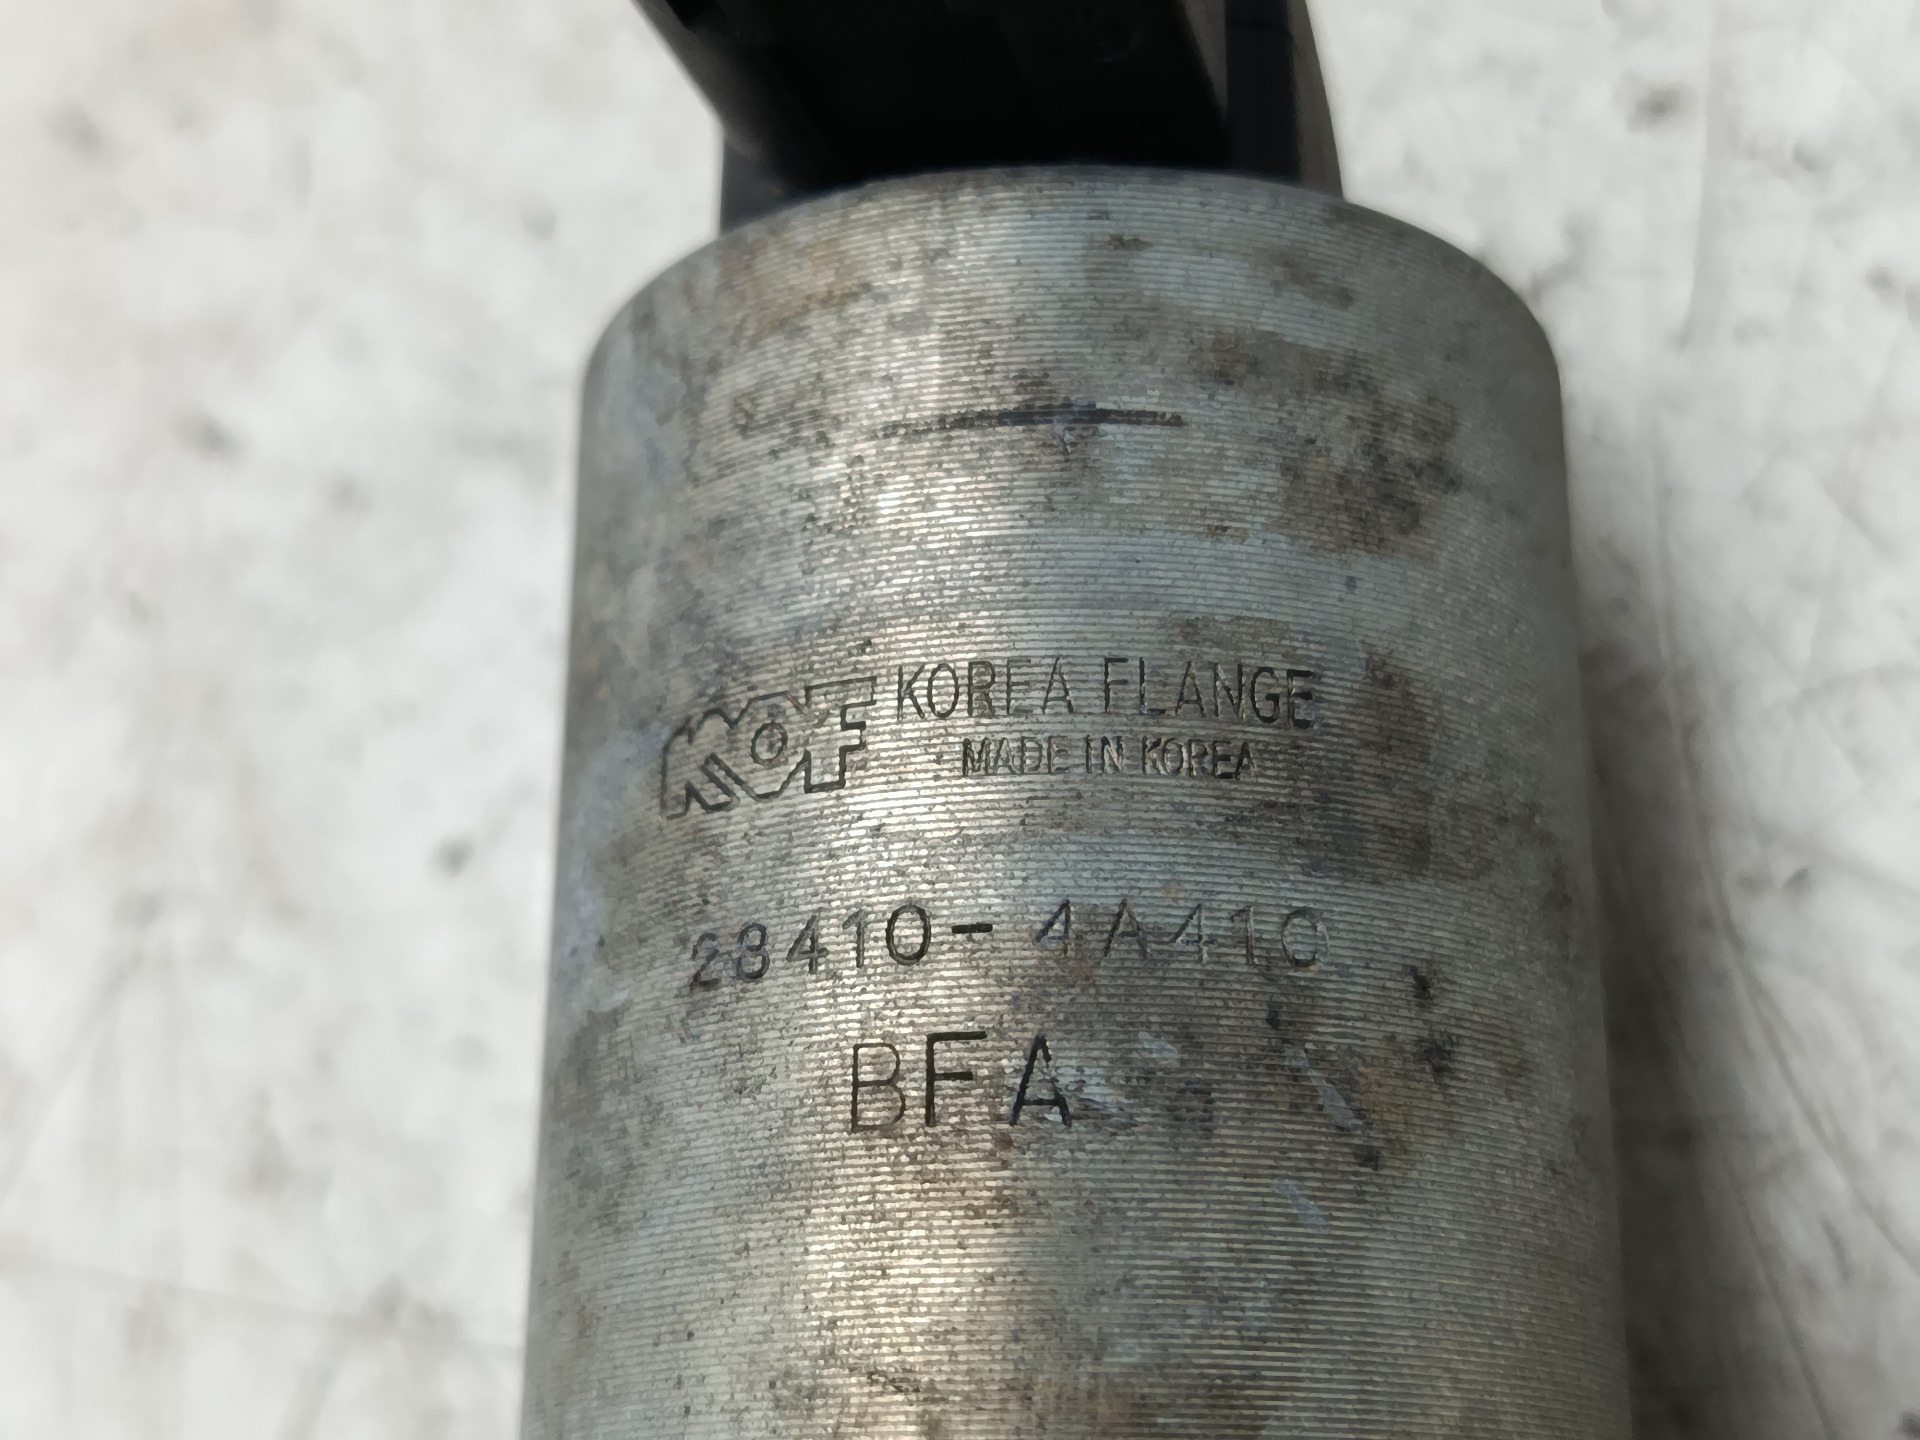 KOF KOREA FLANGE
MADE IN KOREA
28410-4A410
BFA